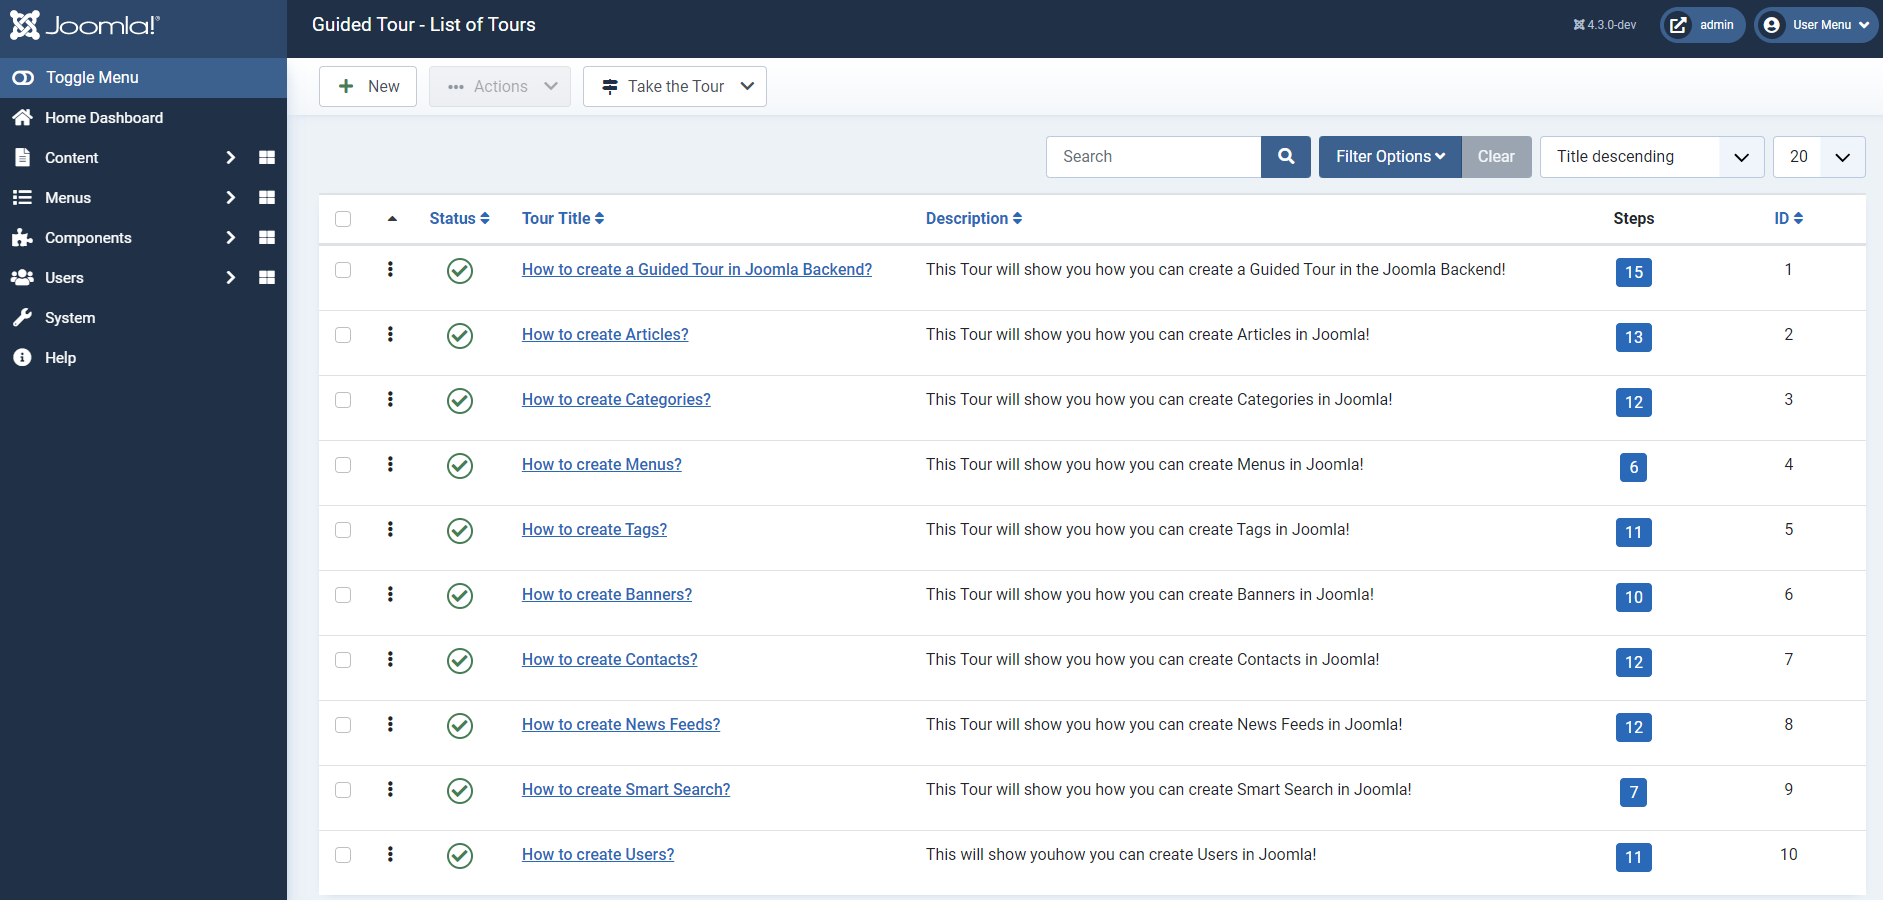 Joomla!®
Guided Tour - List of Tours
4.3.0-dev
admin
User Menu
Toggle Menu
Home Dashboard
Content
Menus
Components
Users
System
Help
New
Actions
Take the Tour
Search
Filter Options
Clear
Title descending
20
Status Tour Title Description Steps ID
How to create a Guided Tour in Joomla Backend? This Tour will show you how you can create a Guided Tour in the Joomla Backend! 15 1
How to create Articles? This Tour will show you how you can create Articles in Joomla! 13 2
How to create Categories? This Tour will show you how you can create Categories in Joomla! 12 3
How to create Menus? This Tour will show you how you can create Menus in Joomla! 6 4
How to create Tags? This Tour will show you how you can create Tags in Joomla! 11 5
How to create Banners? This Tour will show you how you can create Banners in Joomla! 10 6
How to create Contacts? This Tour will show you how you can create Contacts in Joomla! 12 7
How to create News Feeds? This Tour will show you how you can create News Feeds in Joomla! 12 8
How to create Smart Search? This Tour will show you how you can create Smart Search in Joomla! 7 9
How to create Users? This will show youhow you can create Users in Joomla! 11 10